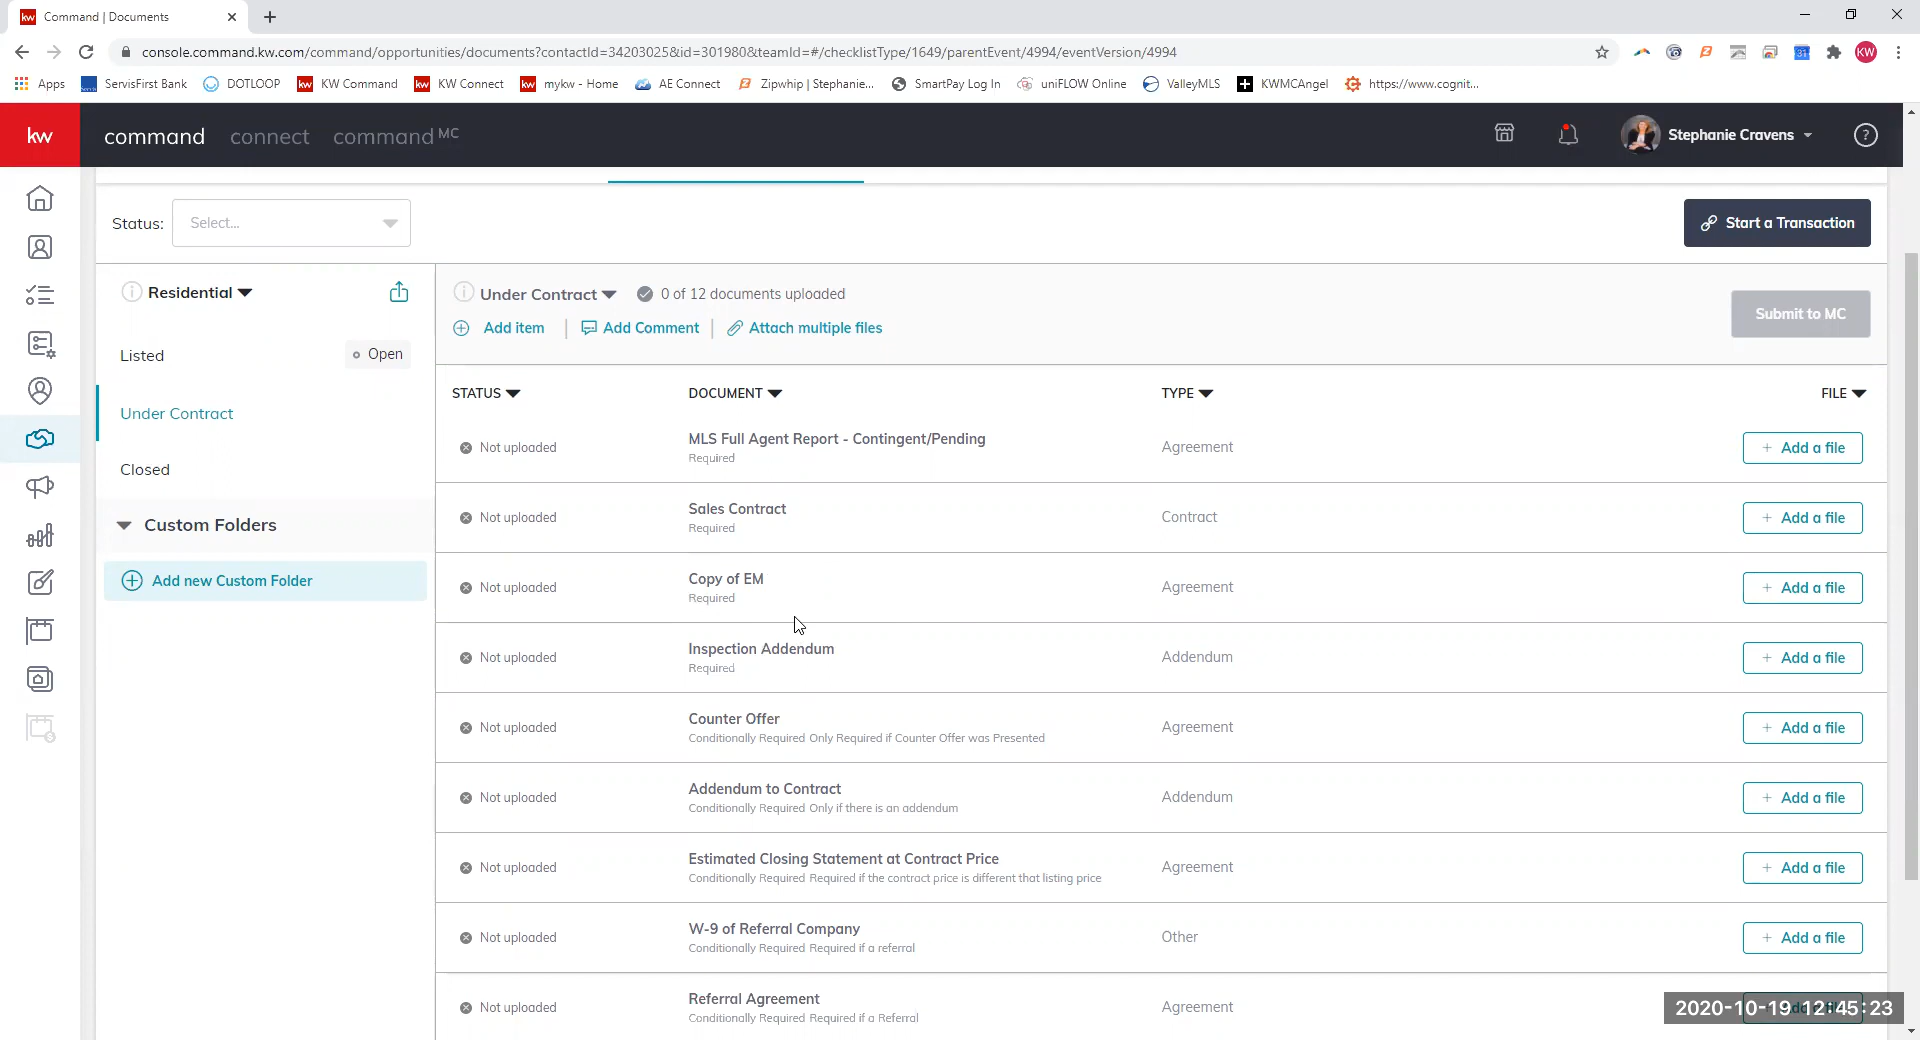 kw Command | Documents
console.command.kw.com/command/opportunities/documents?contactId=34203025&id=301980&teamId=#/checklistType/1649/parentEvent/4994/eventVersion/4994
KW
Apps ServisFirst Bank DOTLOOP kw KW Command kw KW Connect kw mykw - Home AE Connect Zipwhip | Stephanie... SmartPay Log In uniFLOW Online ValleyMLS KWMCAngel https://www.cognit...
kw command connect command MC Stephanie Cravens ?
Status: Select... Start a Transaction
Residential
Listed Open
Under Contract
Closed
Custom Folders
Add new Custom Folder
Under Contract 0 of 12 documents uploaded
Add item | Add Comment | Attach multiple files
Submit to MC
STATUS DOCUMENT TYPE FILE
Not uploaded MLS Full Agent Report - Contingent/Pending Agreement + Add a file
Required
Not uploaded Sales Contract Contract + Add a file
Required
Not uploaded Copy of EM Agreement + Add a file
Required
Not uploaded Inspection Addendum Addendum + Add a file
Required
Not uploaded Counter Offer Agreement + Add a file
Conditionally Required Only Required if Counter Offer was Presented
Not uploaded Addendum to Contract Addendum + Add a file
Conditionally Required Only if there is an addendum
Not uploaded Estimated Closing Statement at Contract Price Agreement + Add a file
Conditionally Required Required if the contract price is different that listing price
Not uploaded W-9 of Referral Company Other + Add a file
Conditionally Required Required if a referral
Not uploaded Referral Agreement Agreement
Conditionally Required Required if a Referral
2020-10-19 12:45:23